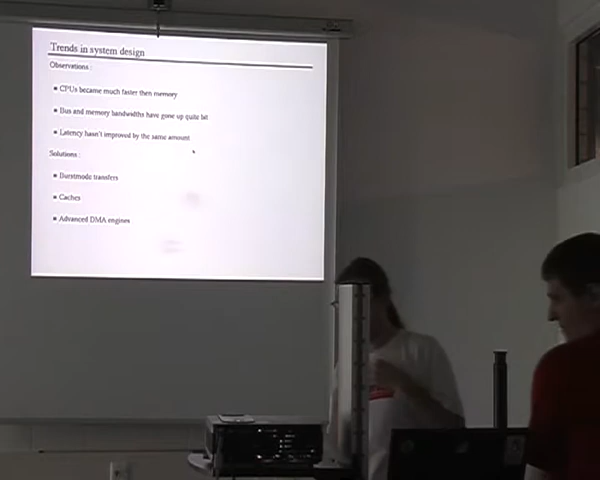 Trends in system design
Observations :
CPUs became much faster then memory
Bus and memory bandwidths have gone up quite bit
Latency hasn't improved by the same amount
Solutions :
Burstmode transfers
Caches
Advanced DMA engines